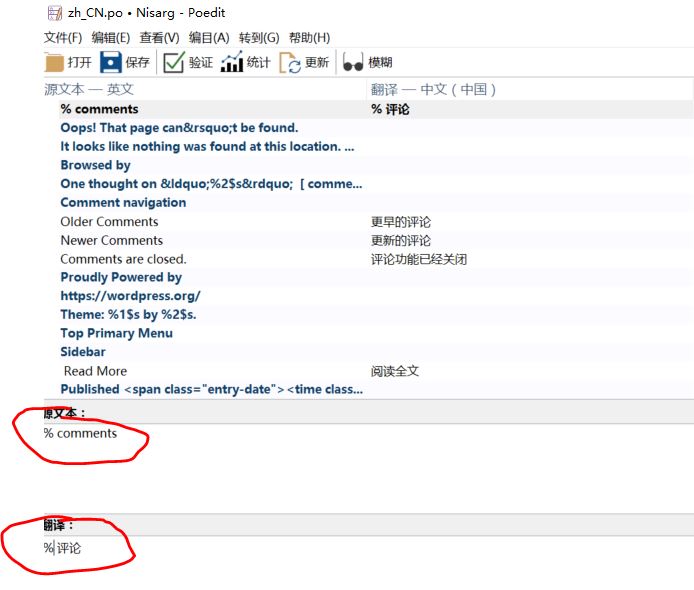 zh_CN.po • Nisarg - Poedit
文件(F) 编辑(E) 查看(V) 编目(A) 转到(G) 帮助(H)
打开 保存 验证 统计 更新 模糊
源文本 — 英文 翻译 — 中文 ( 中国 )
% comments % 评论
Oops! That page can&rsquo;t be found.
It looks like nothing was found at this location. ...
Browsed by
One thought on &ldquo;%2$s&rdquo; [ comme...
Comment navigation
Older Comments 更早的评论
Newer Comments 更新的评论
Comments are closed. 评论功能已经关闭
Proudly Powered by
https://wordpress.org/
Theme: %1$s by %2$s.
Top Primary Menu
Sidebar
Read More 阅读全文
Published <span class="entry-date"><time class...
源文本：
% comments
翻译：
% 评论